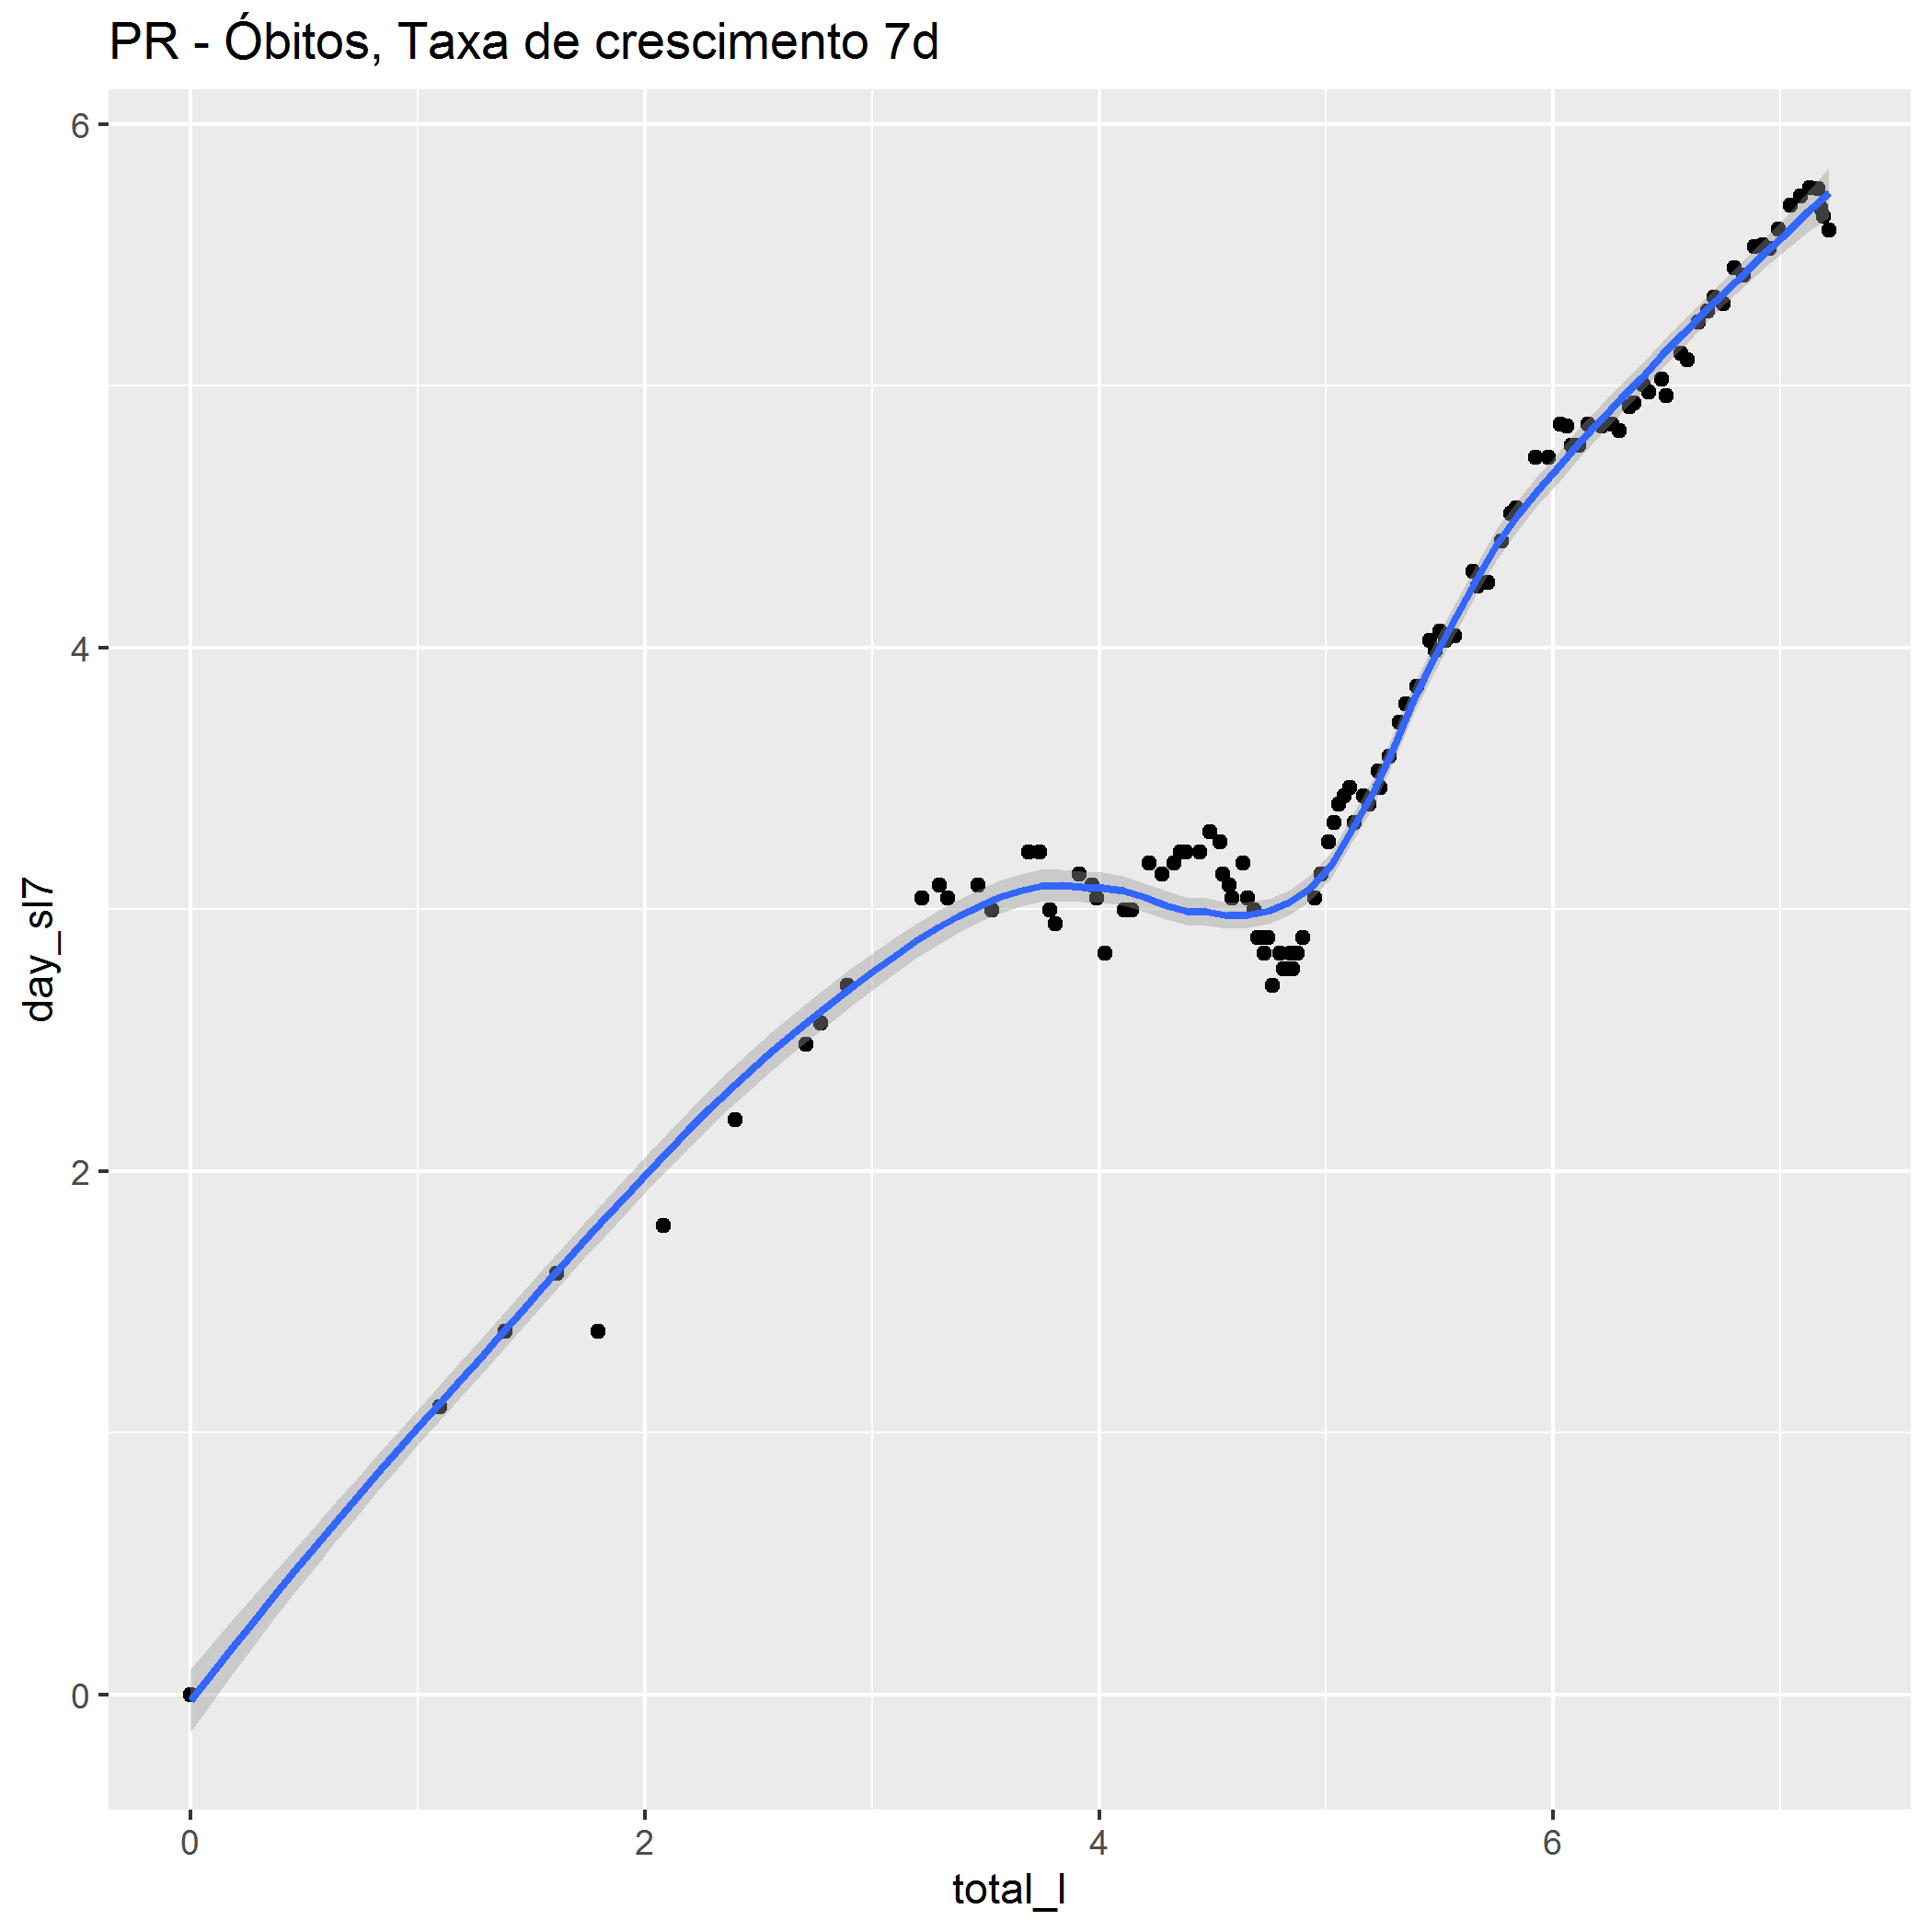 PR - Óbitos, Taxa de crescimento 7d
6
4
2
0
day_sl7
0 2 4 6
total_l